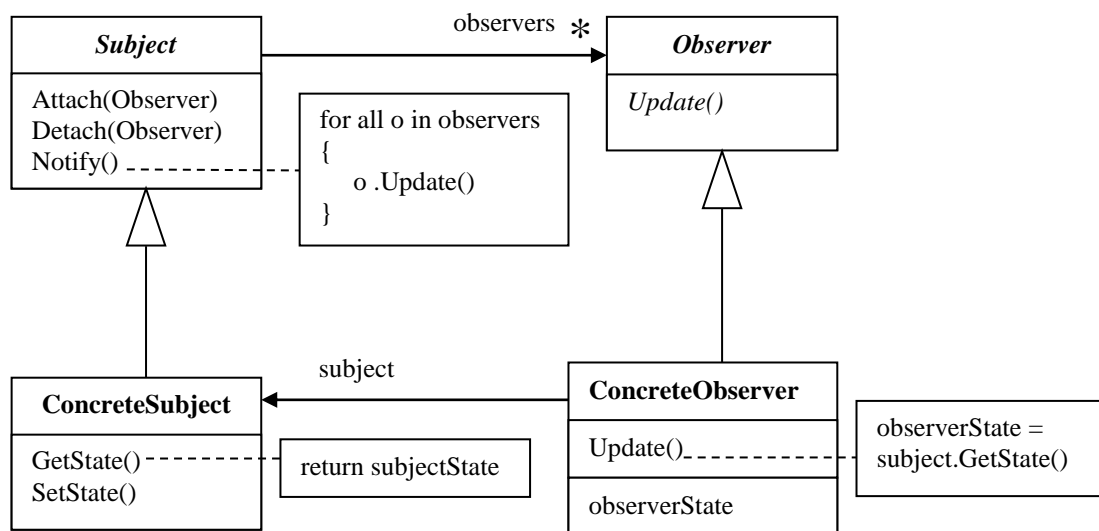 Subject
Attach(Observer)
Detach(Observer)
Notify()
observers *
Observer
Update()
for all o in observers
{
o .Update()
}
ConcreteSubject
GetState()
SetState()
return subjectState
subject
ConcreteObserver
Update()
observerState
observerState =
subject.GetState()